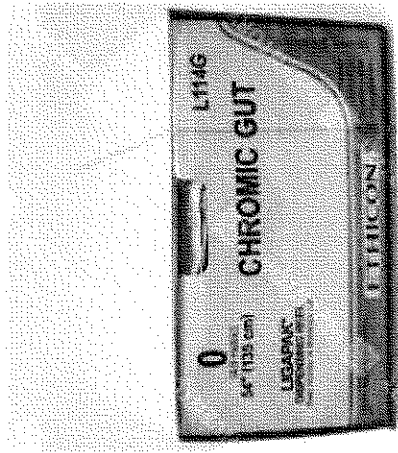 L114G
CHROMIC GUT
0
54" (135 cm)
LIGAPAK
ETHICON